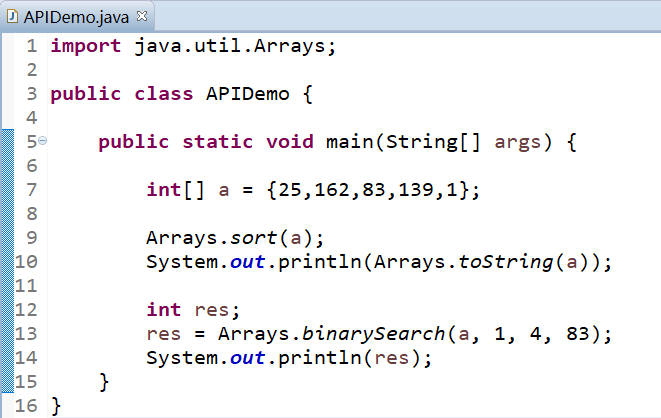 APIDemo.java
1 import java.util.Arrays;
2
3 public class APIDemo {
4
5 public static void main(String[] args) {
6
7 int[] a = {25,162,83,139,1};
8
9 Arrays.sort(a);
10 System.out.println(Arrays.toString(a));
11
12 int res;
13 res = Arrays.binarySearch(a, 1, 4, 83);
14 System.out.println(res);
15 }
16 }